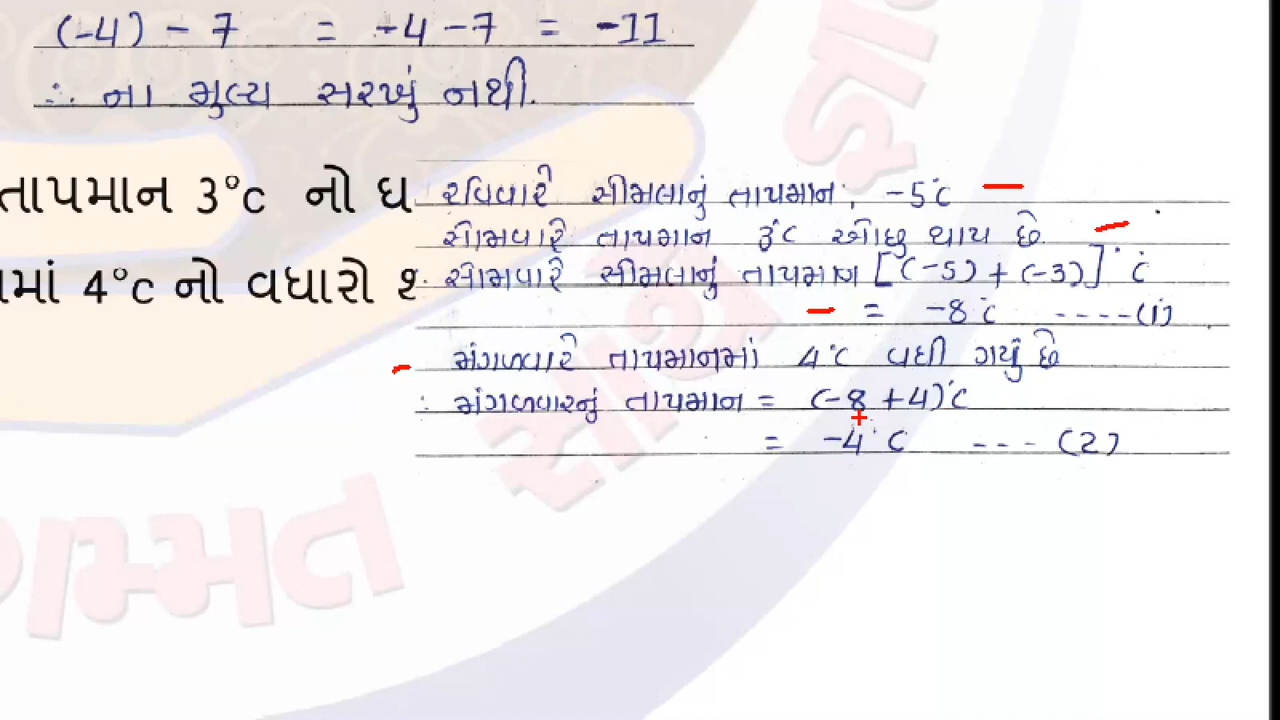 (-4) - 7 = -4 - 7 = -11
∴ ના મુલ્ય સરખું નથી.
તાપમાન 3°c નો ઘ
માં 4°c નો વધારો
રવિવારે સીમલાનું તાપમાન: -5°C
સોમવારે તાપમાન 3°C ઓછુ થાય છે.
∴ સોમવારે સીમલાનું તાપમાન [(-5) + (-3)]°C
= -8°C ----(1)
મંગળવારે તાપમાનમાં 4°C વધી ગયું છે
∴ મંગળવારનું તાપમાન = (-8 + 4)°C
= -4°C --- (2)
ગમ્મત સાથે